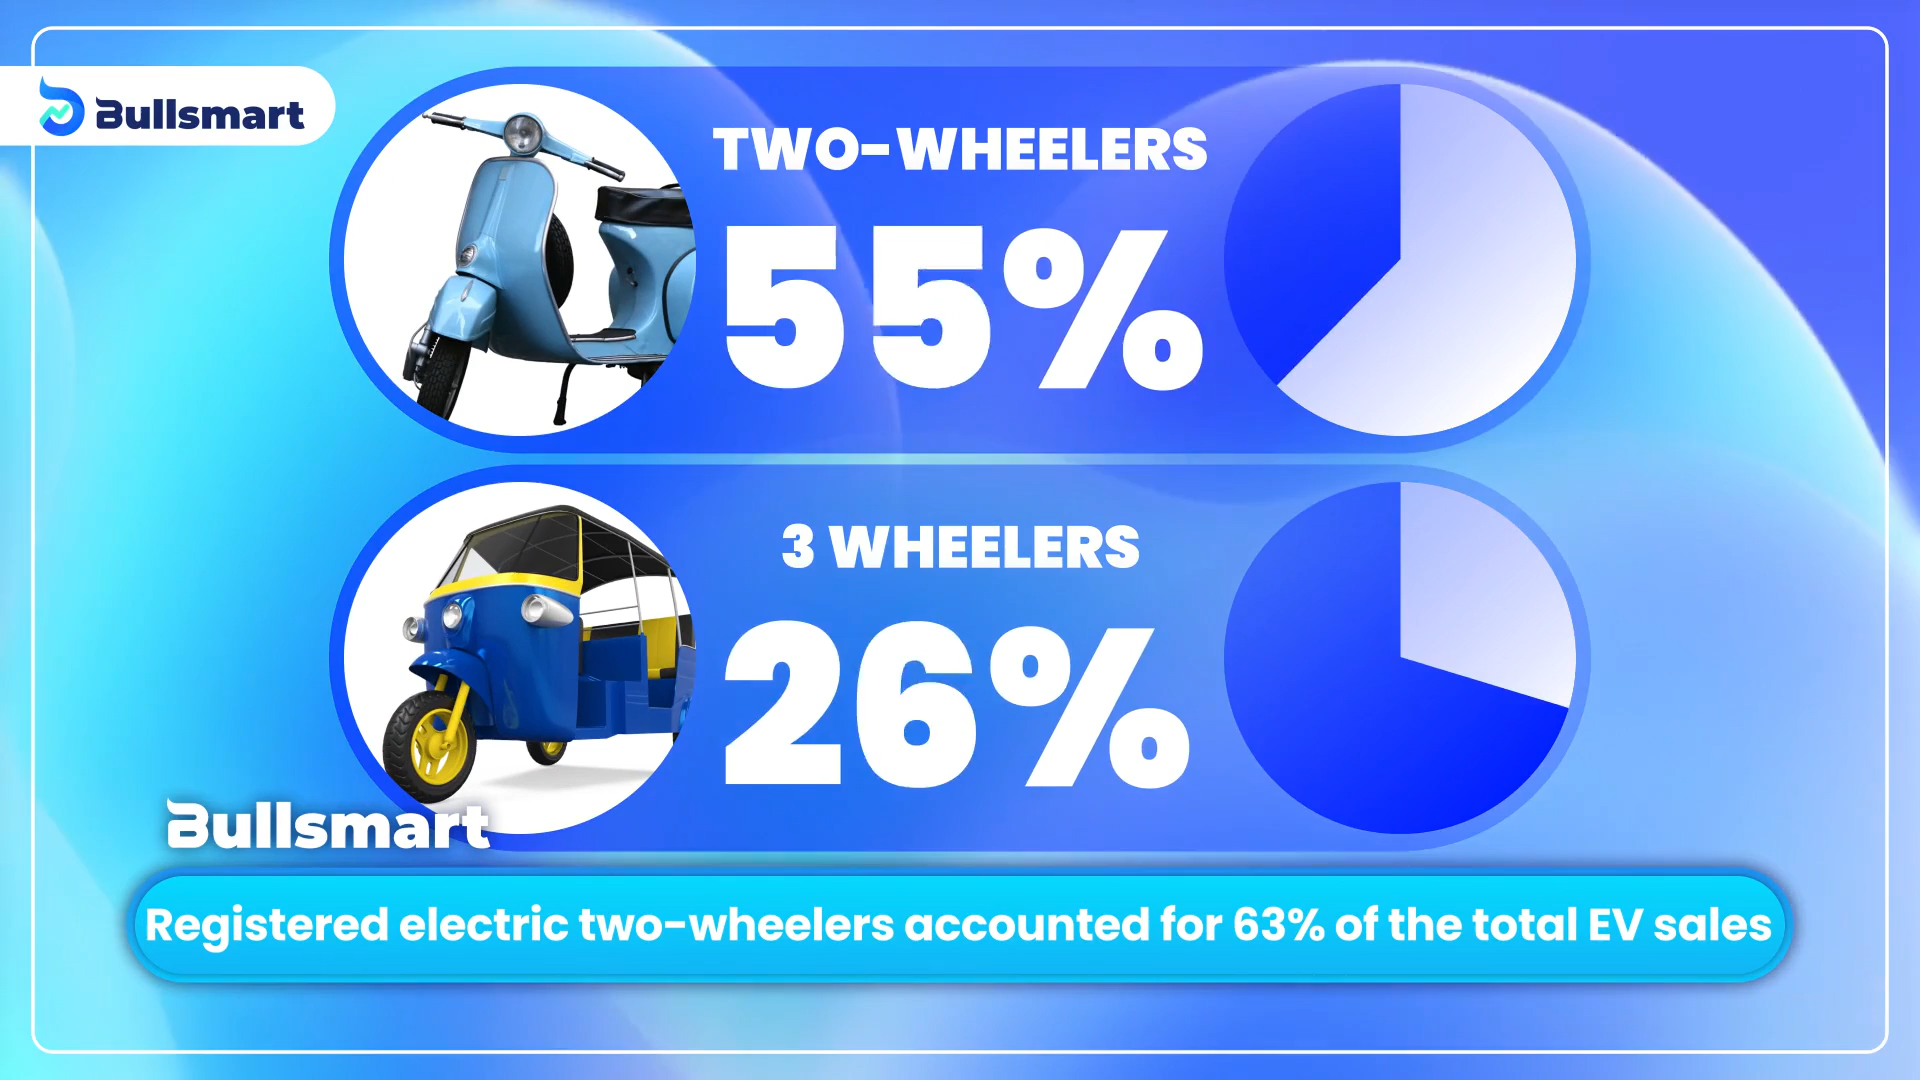 Bullsmart
TWO-WHEELERS
55%
3 WHEELERS
26%
Bullsmart
Registered electric two-wheelers accounted for 63% of the total EV sales